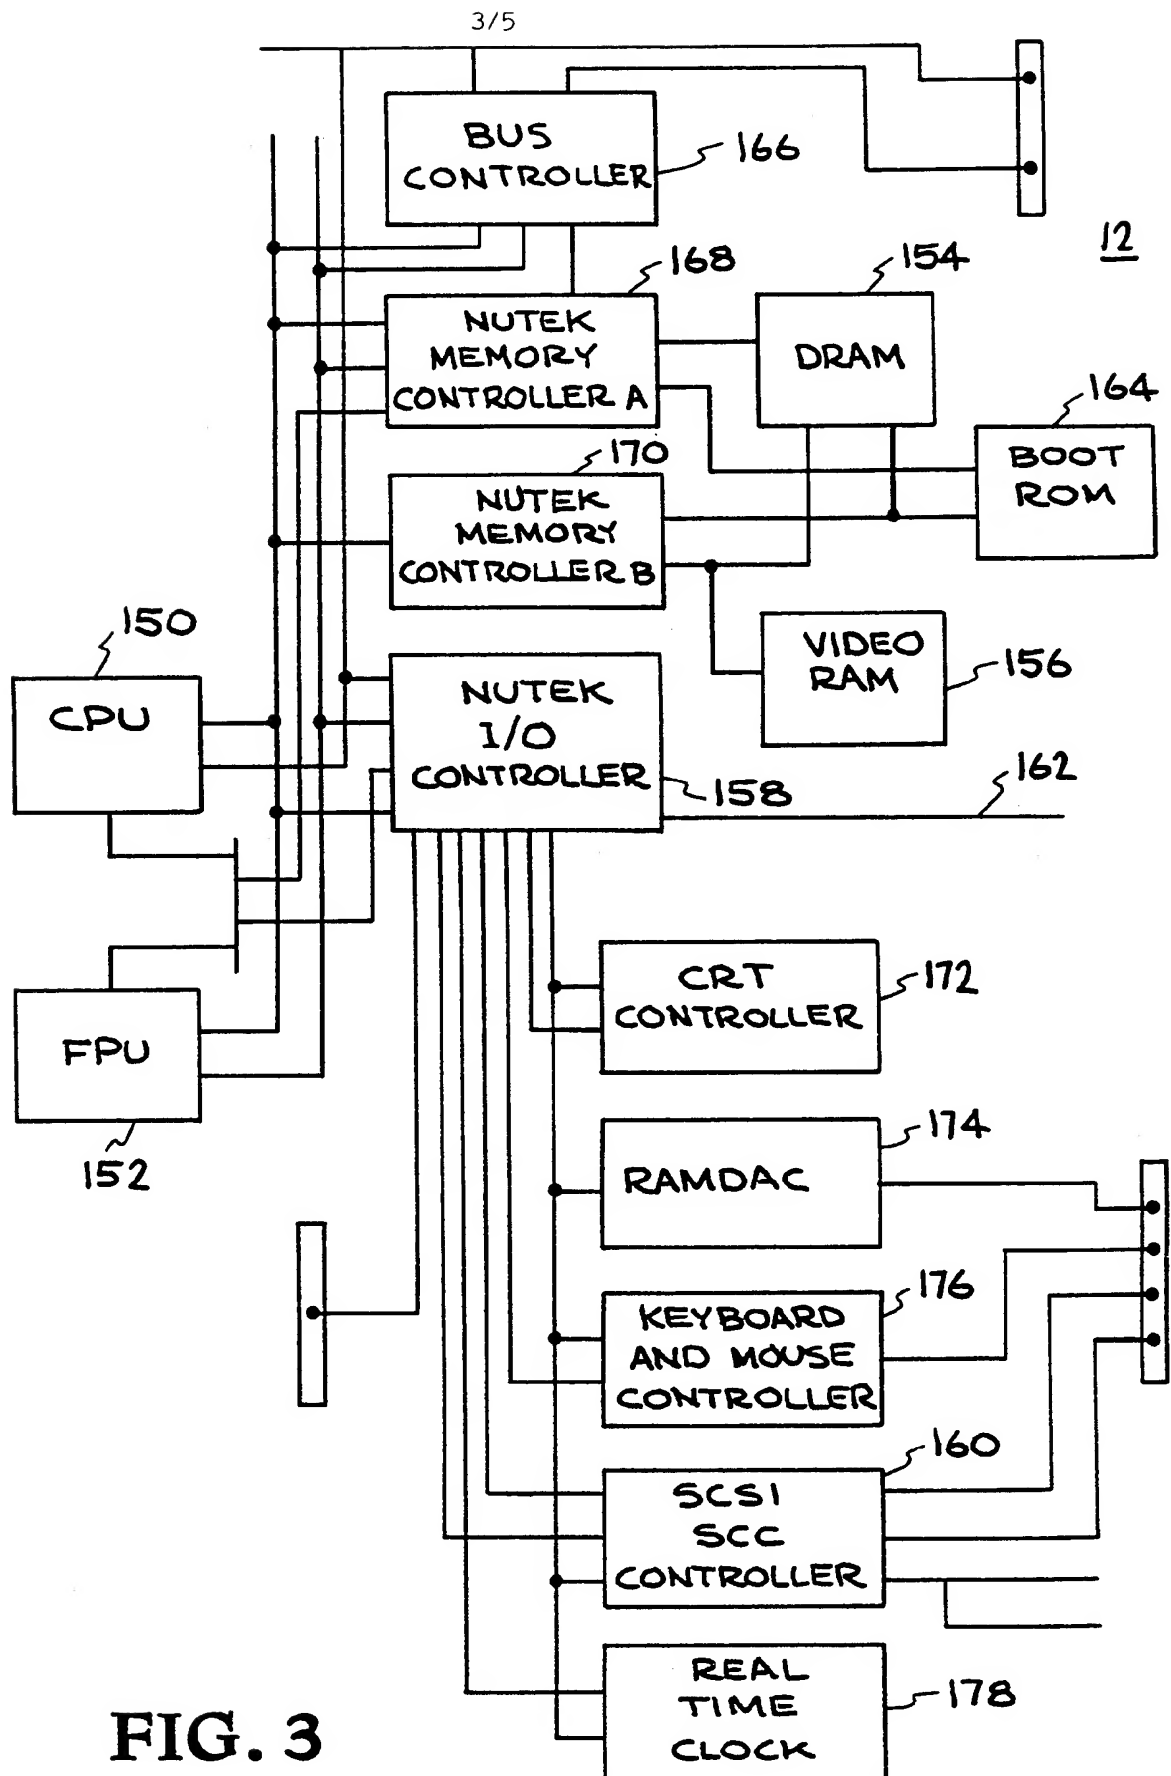 3/5
BUS
CONTROLLER
166
12
168
154
NUTEK
MEMORY
CONTROLLER A
DRAM
164
BOOT
ROM
170
NUTEK
MEMORY
CONTROLLER B
150
CPU
VIDEO
RAM
156
NUTEK
I/O
CONTROLLER
158
162
CRT
CONTROLLER
172
FPU
152
174
RAMDAC
176
KEYBOARD
AND MOUSE
CONTROLLER
160
SCSI
SCC
CONTROLLER
REAL
TIME
CLOCK
178
FIG. 3